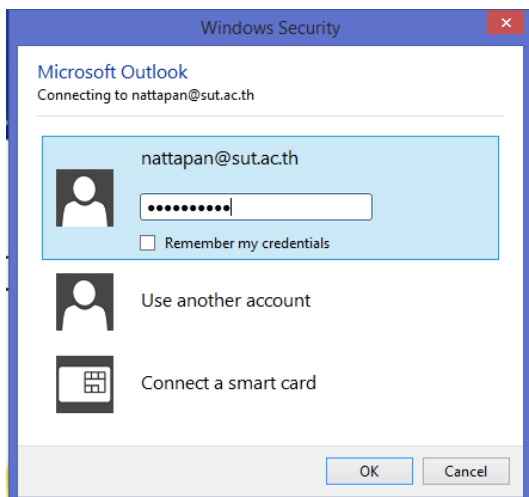 Windows Security
Microsoft Outlook
Connecting to nattapan@sut.ac.th
nattapan@sut.ac.th
••••••••••
Remember my credentials
Use another account
Connect a smart card
OK Cancel